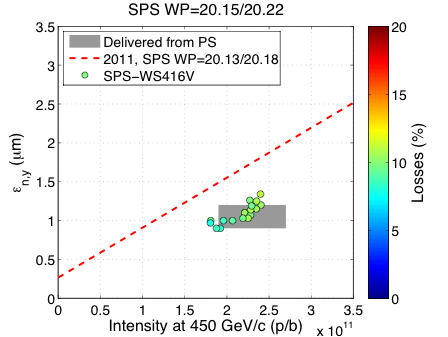 SPS WP=20.15/20.22
Delivered from PS
2011, SPS WP=20.13/20.18
SPS−WS416V
3.5
3
2.5
2
1.5
1
0.5
0
εn,y (μm)
0 0.5 1 1.5 2 2.5 3 3.5
Intensity at 450 GeV/c (p/b)
x 10^11
20
15
10
5
0
Losses (%)